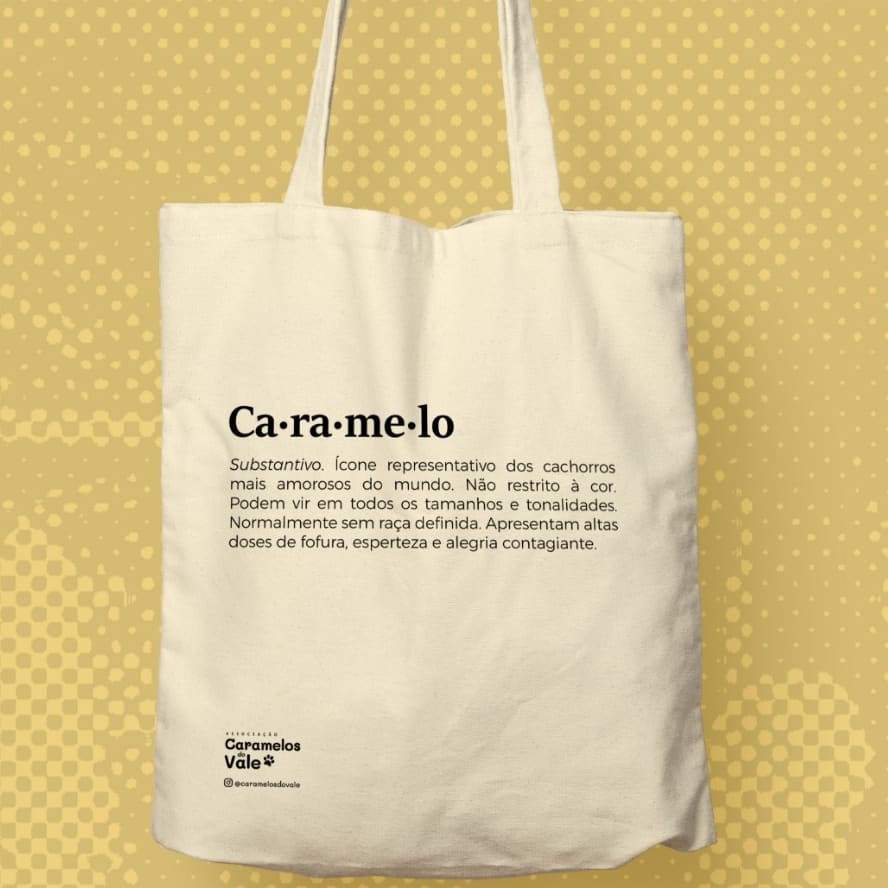 Ca·ra·me·lo
Substantivo. Ícone representativo dos cachorros
mais amorosos do mundo. Não restrito à cor.
Podem vir em todos os tamanhos e tonalidades.
Normalmente sem raça definida. Apresentam altas
doses de fofura, esperteza e alegria contagiante.
ASSOCIAÇÃO
Caramelos
do
Vale
@caramelosdovale